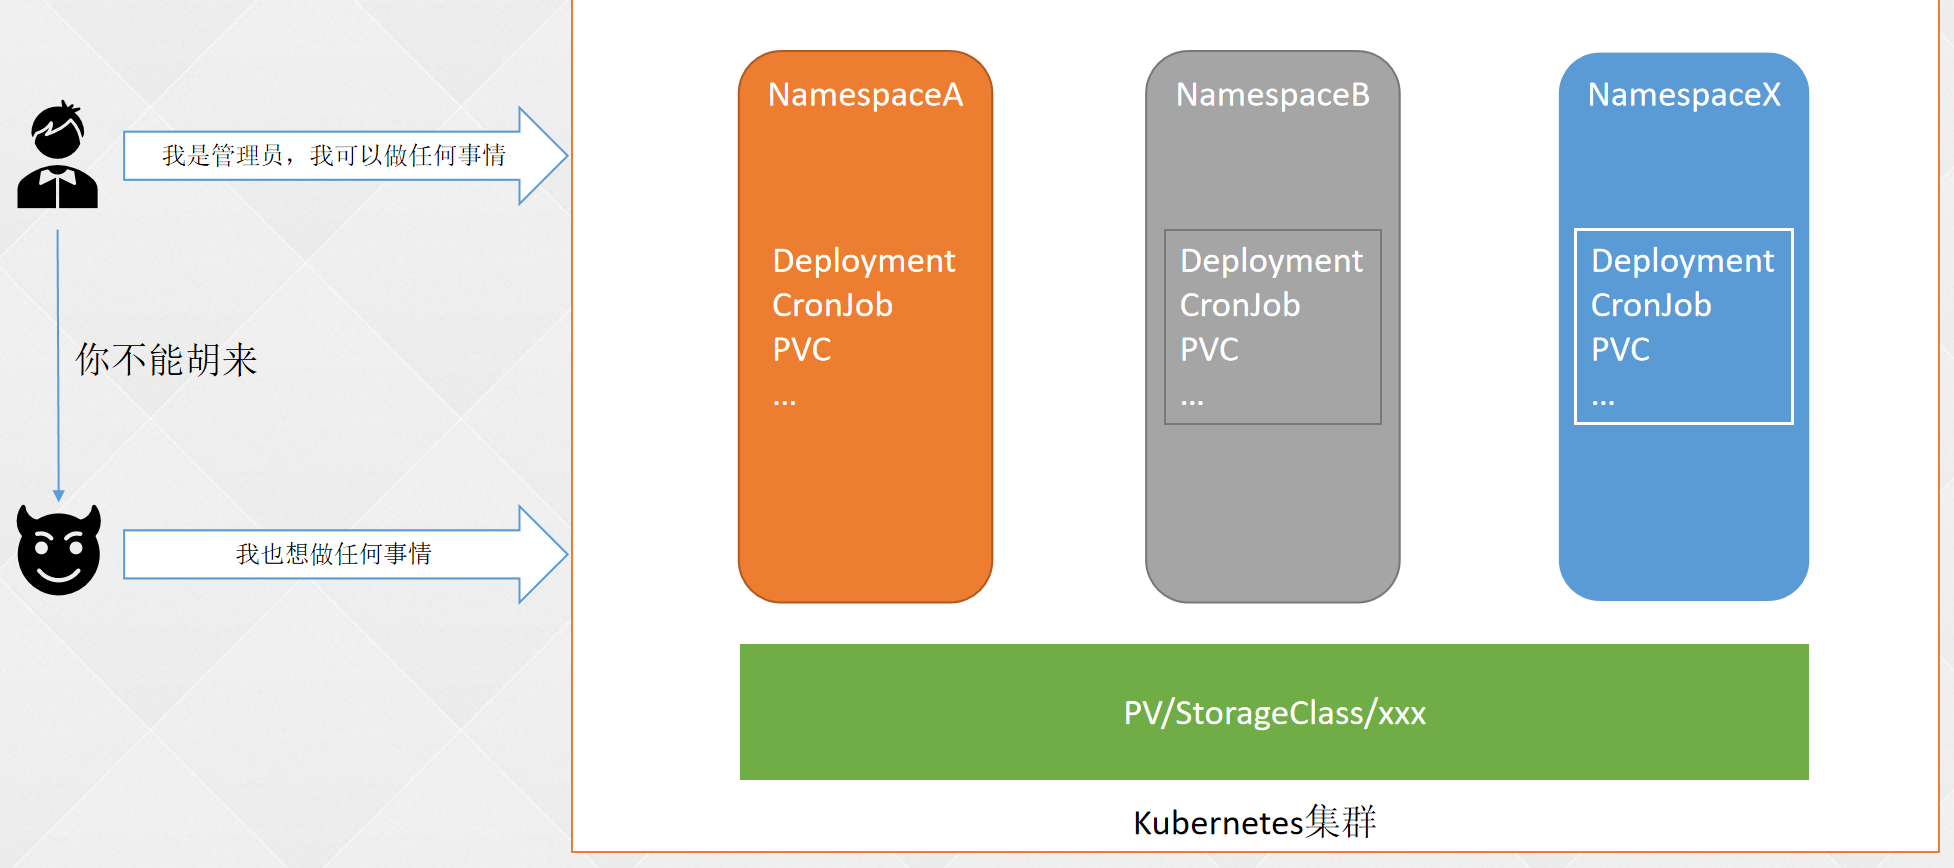 我是管理员，我可以做任何事情
你不能胡来
我也想做任何事情
NamespaceA
Deployment
CronJob
PVC
...
NamespaceB
Deployment
CronJob
PVC
...
NamespaceX
Deployment
CronJob
PVC
...
PV/StorageClass/xxx
Kubernetes集群